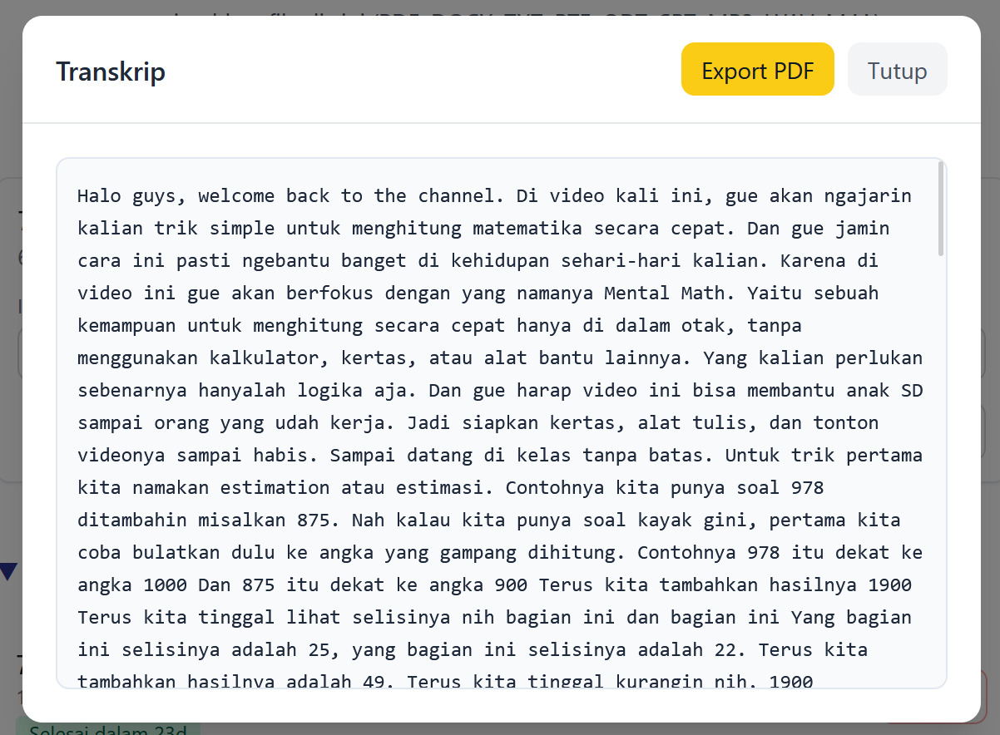 Transkrip
Export PDF
Tutup
Halo guys, welcome back to the channel. Di video kali ini, gue akan ngajarin
kalian trik simple untuk menghitung matematika secara cepat. Dan gue jamin
cara ini pasti ngebantu banget di kehidupan sehari-hari kalian. Karena di
video ini gue akan berfokus dengan yang namanya Mental Math. Yaitu sebuah
kemampuan untuk menghitung secara cepat hanya di dalam otak, tanpa
menggunakan kalkulator, kertas, atau alat bantu lainnya. Yang kalian perlukan
sebenarnya hanyalah logika aja. Dan gue harap video ini bisa membantu anak SD
sampai orang yang udah kerja. Jadi siapkan kertas, alat tulis, dan tonton
videonya sampai habis. Sampai datang di kelas tanpa batas. Untuk trik pertama
kita namakan estimation atau estimasi. Contohnya kita punya soal 978
ditambahin misalkan 875. Nah kalau kita punya soal kayak gini, pertama kita
coba bulatkan dulu ke angka yang gampang dihitung. Contohnya 978 itu dekat ke
angka 1000 Dan 875 itu dekat ke angka 900 Terus kita tambahkan hasilnya 1900
Terus kita tinggal lihat selisinya nih bagian ini dan bagian ini Yang bagian
ini selisinya adalah 25, yang bagian ini selisinya adalah 22. Terus kita
tambahkan hasilnya adalah 49. Terus kita tinggal kurangin nih. 1900
Selesai dalam 23d